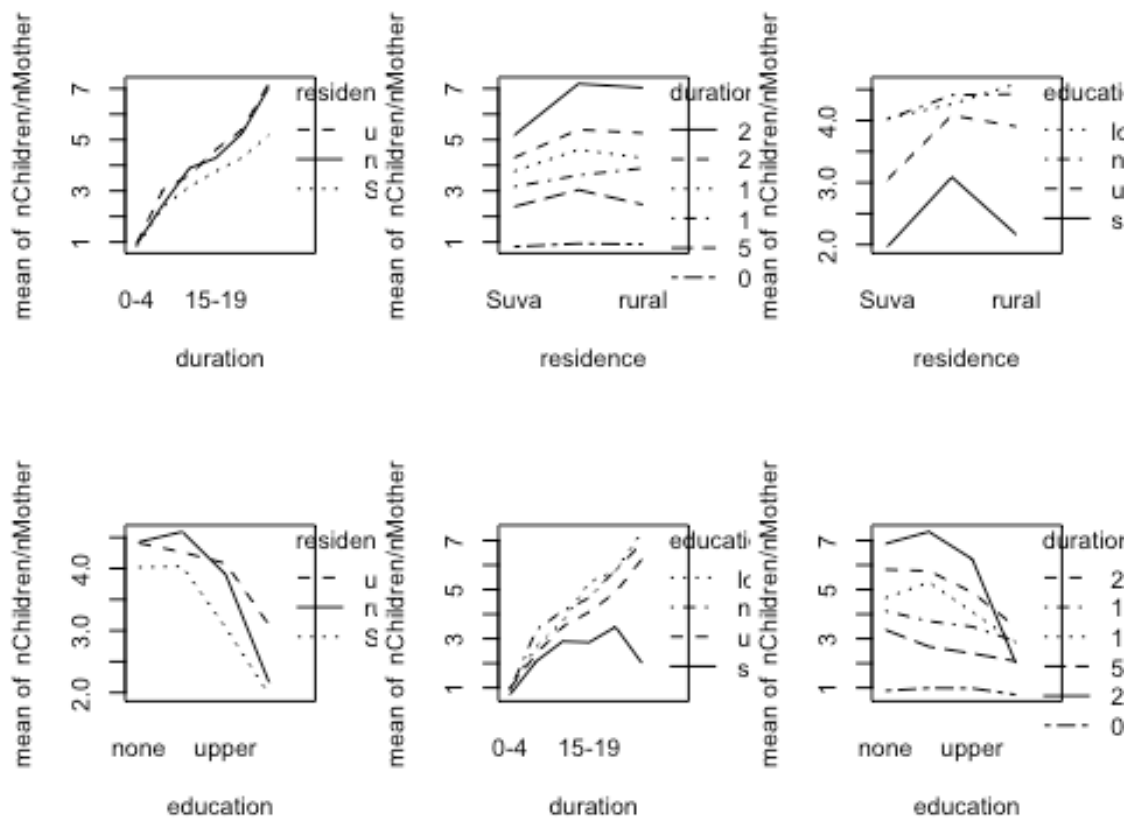 mean of nChildren/nMother
7
5
3
1
0-4 15-19
duration
residen
u
n
S
mean of nChildren/nMother
7
5
3
1
Suva rural
residence
duration
2
2
1
1
5
0
mean of nChildren/nMother
4.0
3.0
2.0
Suva rural
residence
educatio
lo
n
u
s
mean of nChildren/nMother
4.0
3.0
2.0
none upper
education
residen
u
n
S
mean of nChildren/nMother
7
5
3
1
0-4 15-19
duration
educati
lo
n
u
s
mean of nChildren/nMother
7
5
3
1
none upper
education
duration
2
1
1
5
2
0